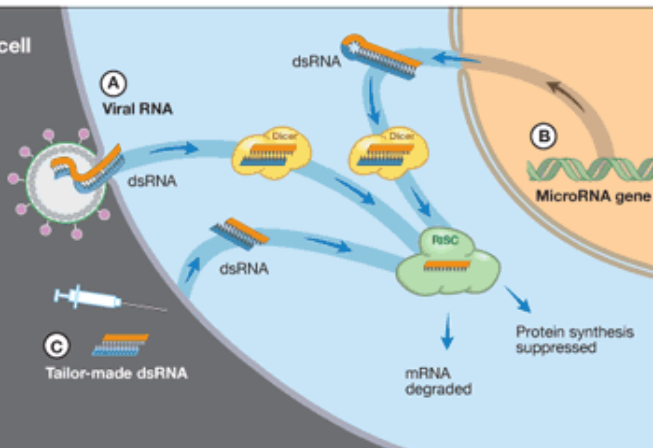 cell
A
Viral RNA
dsRNA
dsRNA
Dicer
Dicer
B
MicroRNA gene
dsRNA
RISC
C
Tailor-made dsRNA
Protein synthesis
suppressed
mRNA
degraded